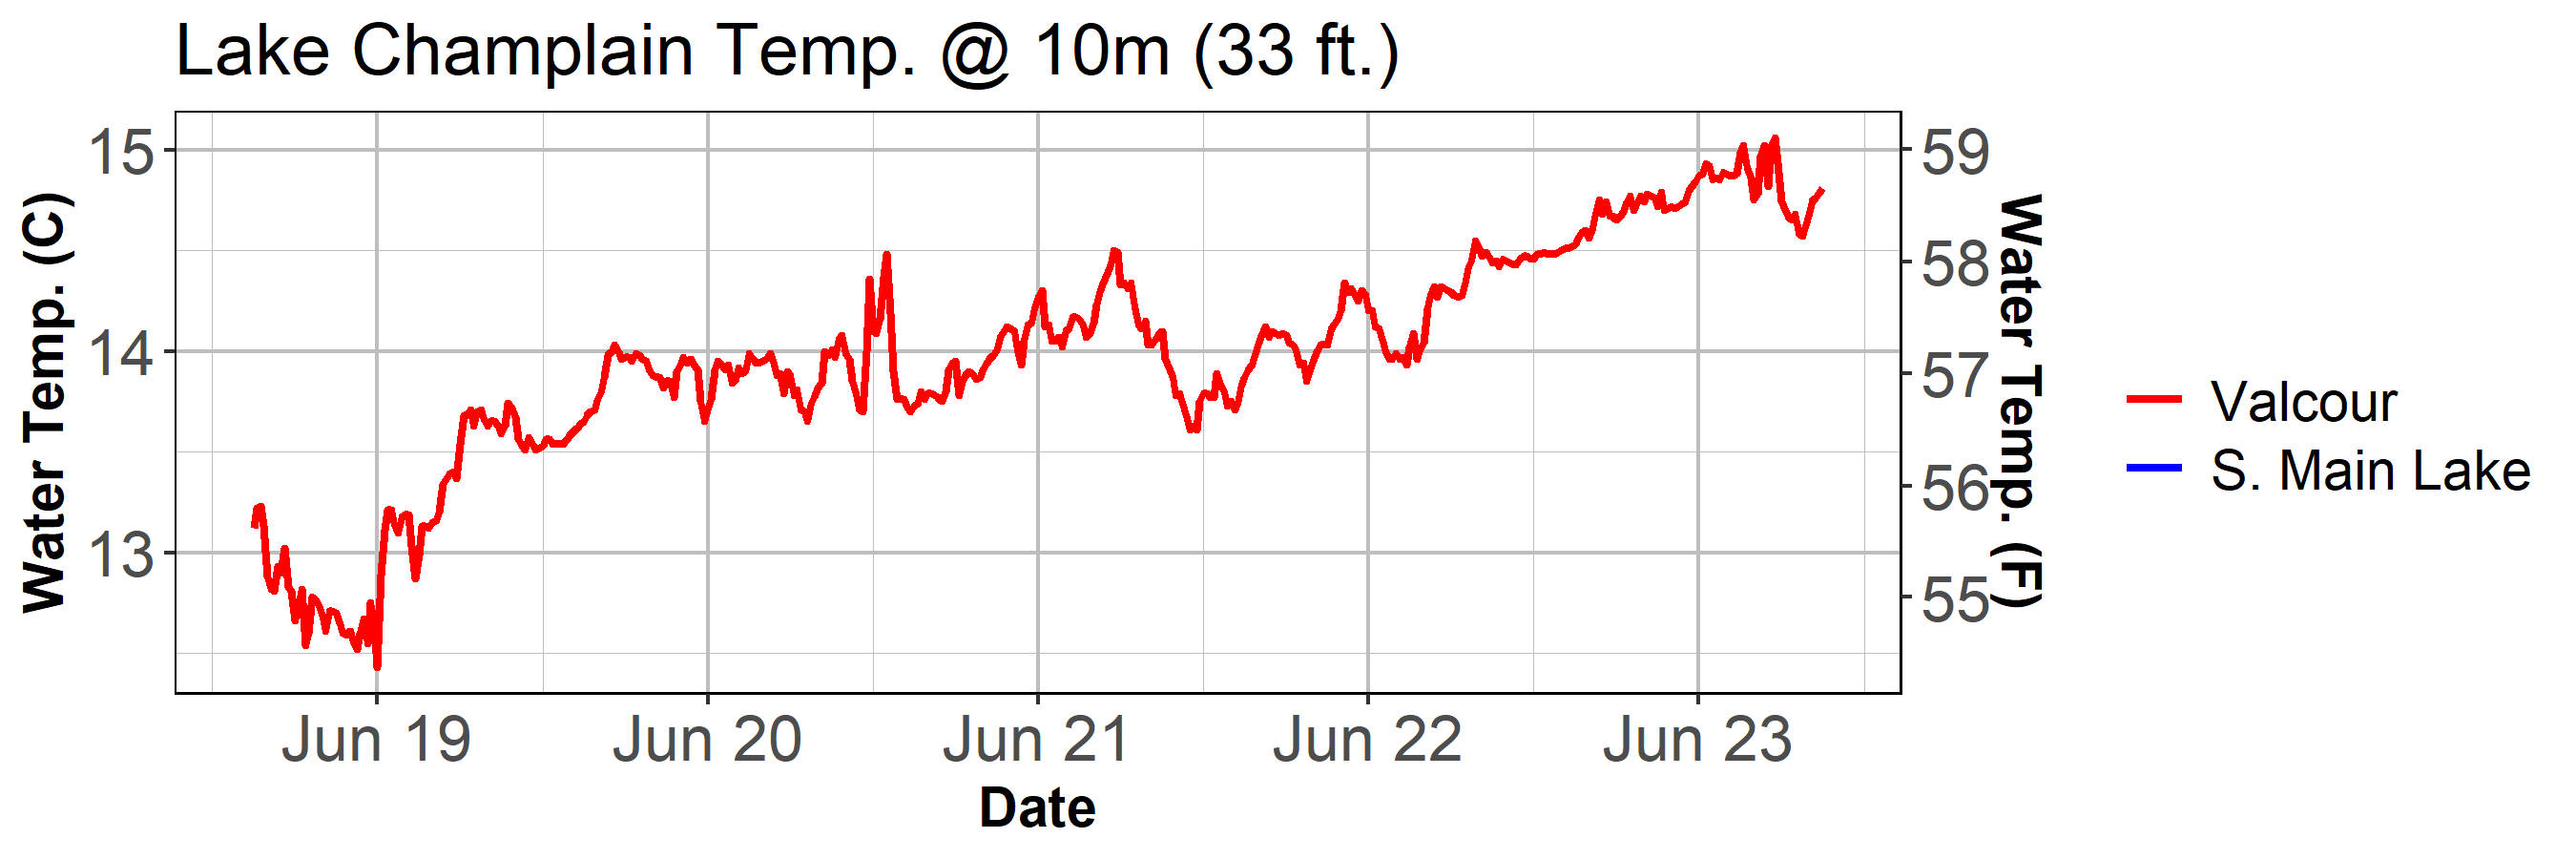 Lake Champlain Temp. @ 10m (33 ft.)
Water Temp. (C)
15
14
13
59
58
57
56
55
Water Temp. (F)
Jun 19
Jun 20
Jun 21
Jun 22
Jun 23
Date
Valcour
S. Main Lake